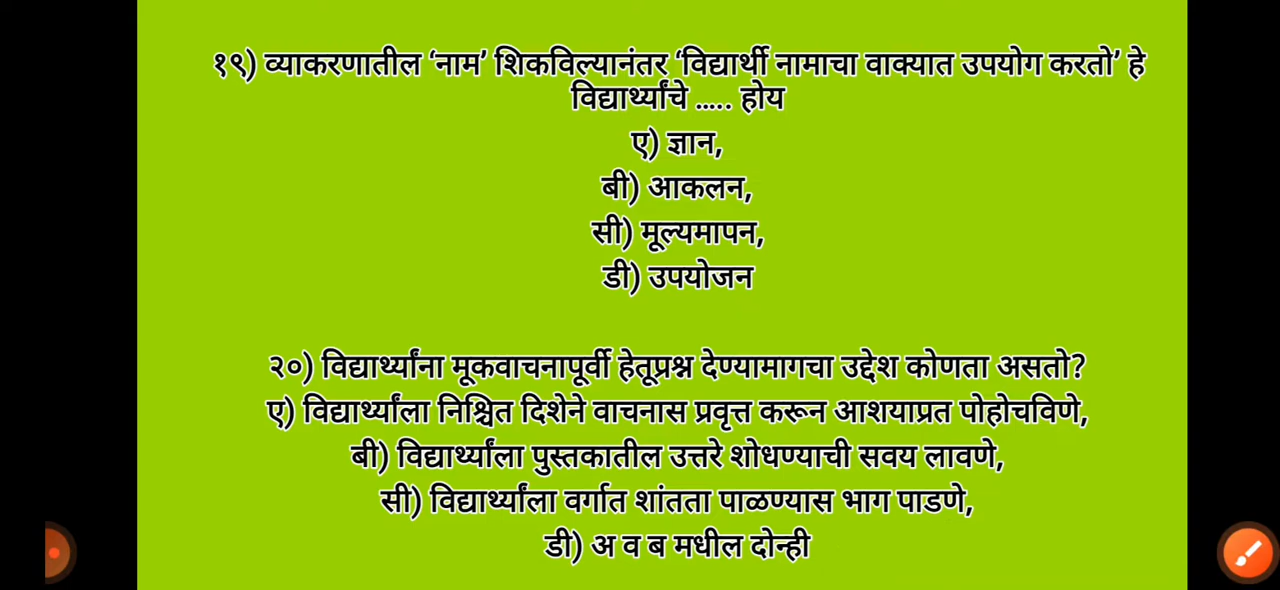 १९) व्याकरणातील ‘नाम’ शिकविल्यानंतर ‘विद्यार्थी नामाचा वाक्यात उपयोग करतो’ हे
विद्यार्थ्यांचे ..... होय
ए) ज्ञान,
बी) आकलन,
सी) मूल्यमापन,
डी) उपयोजन
२०) विद्यार्थ्यांना मूकवाचनापूर्वी हेतूप्रश्न देण्यामागचा उद्देश कोणता असतो?
ए) विद्यार्थ्यांला निश्चित दिशेने वाचनास प्रवृत्त करून आशयाप्रत पोहोचविणे,
बी) विद्यार्थ्यांला पुस्तकातील उत्तरे शोधण्याची सवय लावणे,
सी) विद्यार्थ्यांला वर्गात शांतता पाळण्यास भाग पाडणे,
डी) अ व ब मधील दोन्ही